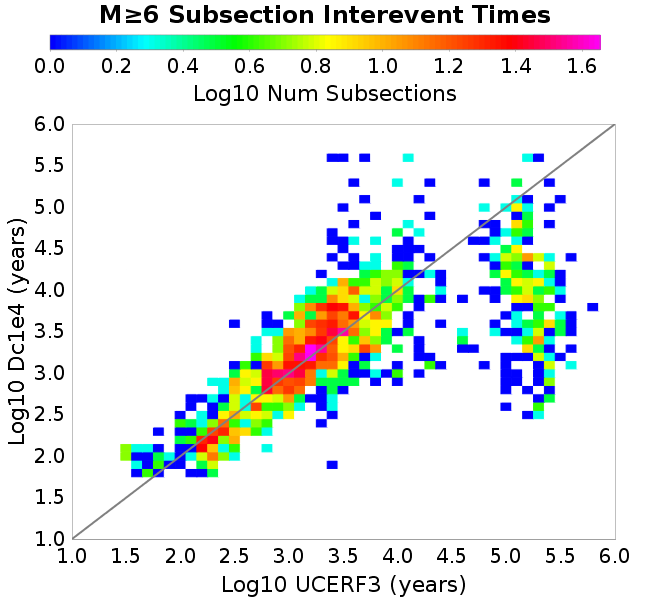 M≥6 Subsection Interevent Times
0.0 0.2 0.4 0.6 0.8 1.0 1.2 1.4 1.6
Log10 Num Subsections
6.0
5.5
5.0
4.5
4.0
3.5
3.0
2.5
2.0
1.5
1.0
Log10 Dc1e4 (years)
1.0 1.5 2.0 2.5 3.0 3.5 4.0 4.5 5.0 5.5 6.0
Log10 UCERF3 (years)